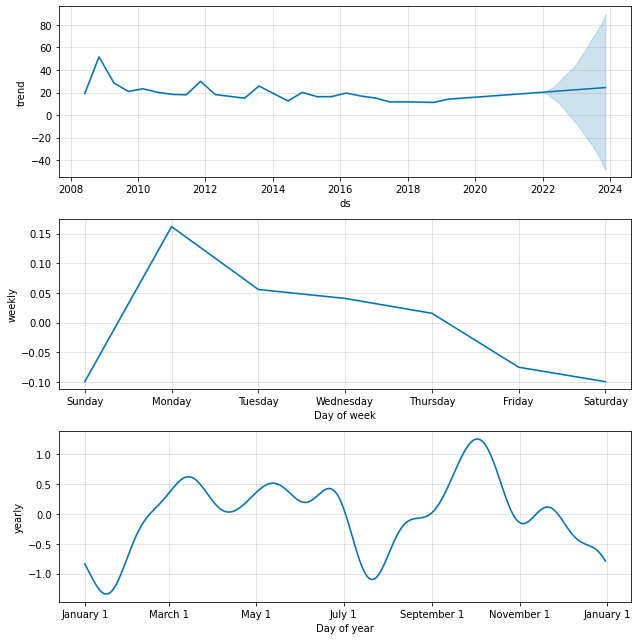 80
60
40
20
0
−20
−40
trend
2008 2010 2012 2014 2016 2018 2020 2022 2024
ds
0.15
0.10
0.05
0.00
−0.05
−0.10
weekly
Sunday Monday Tuesday Wednesday Thursday Friday Saturday
Day of week
1.0
0.5
0.0
−0.5
−1.0
yearly
January 1 March 1 May 1 July 1 September 1 November 1 January 1
Day of year